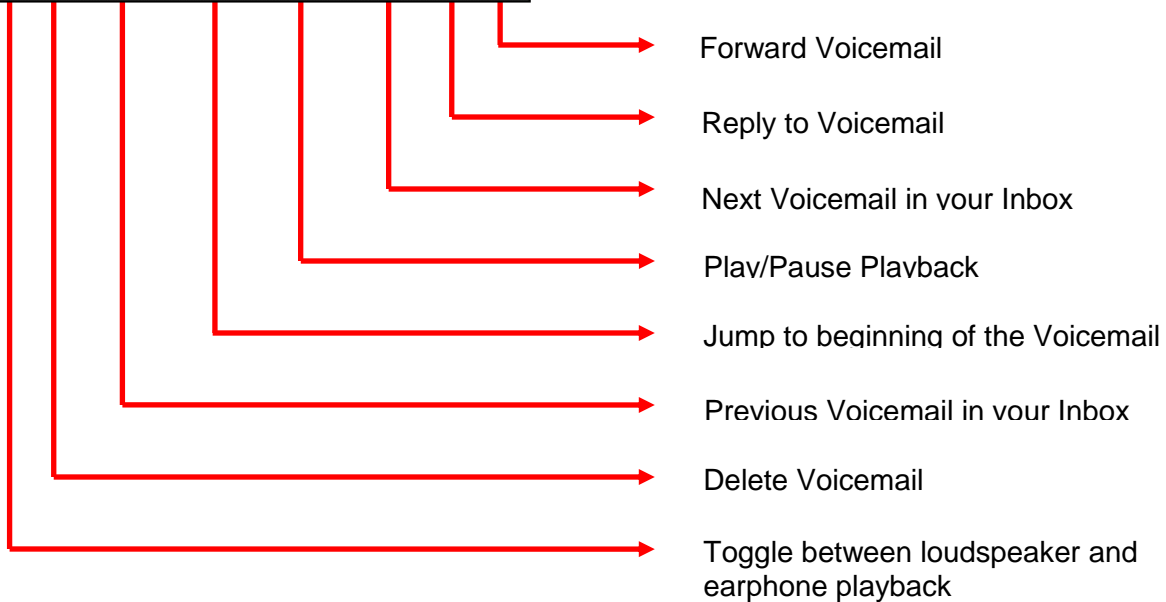 Forward Voicemail
Reply to Voicemail
Next Voicemail in your Inbox
Play/Pause Playback
Jump to beginning of the Voicemail
Previous Voicemail in your Inbox
Delete Voicemail
Toggle between loudspeaker and
earphone playback